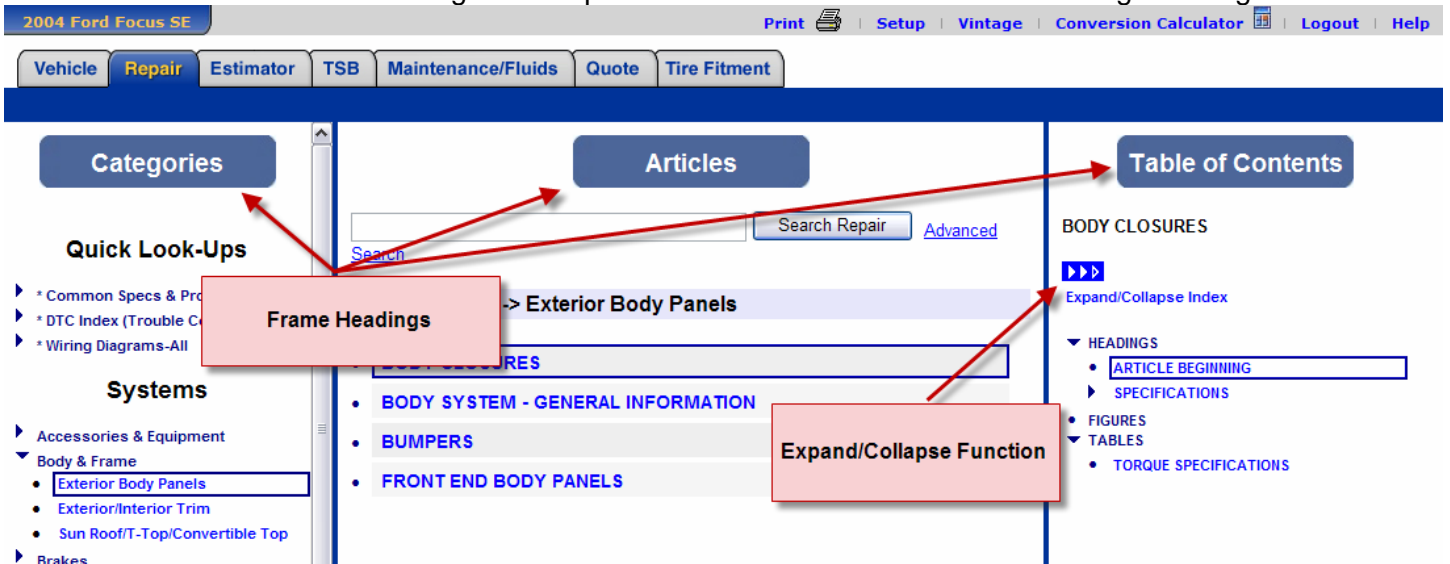 2004 Ford Focus SE
Print | Setup | Vintage | Conversion Calculator | Logout | Help
Vehicle Repair Estimator TSB Maintenance/Fluids Quote Tire Fitment
Categories
Quick Look-Ups
* Common Specs &
* DTC Index (Trouble
* Wiring Diagrams-All
Systems
Accessories & Equipment
Body & Frame
Exterior Body Panels
Exterior/Interior Trim
Sun Roof/T-Top/Convertible Top
Brakes
Articles
Search Repair Advanced
Search
-> Exterior Body Panels
BODY CLOSURES
BODY SYSTEM - GENERAL INFORMATION
BUMPERS
FRONT END BODY PANELS
Frame Headings
Expand/Collapse Function
Table of Contents
BODY CLOSURES
Expand/Collapse Index
HEADINGS
ARTICLE BEGINNING
SPECIFICATIONS
FIGURES
TABLES
TORQUE SPECIFICATIONS